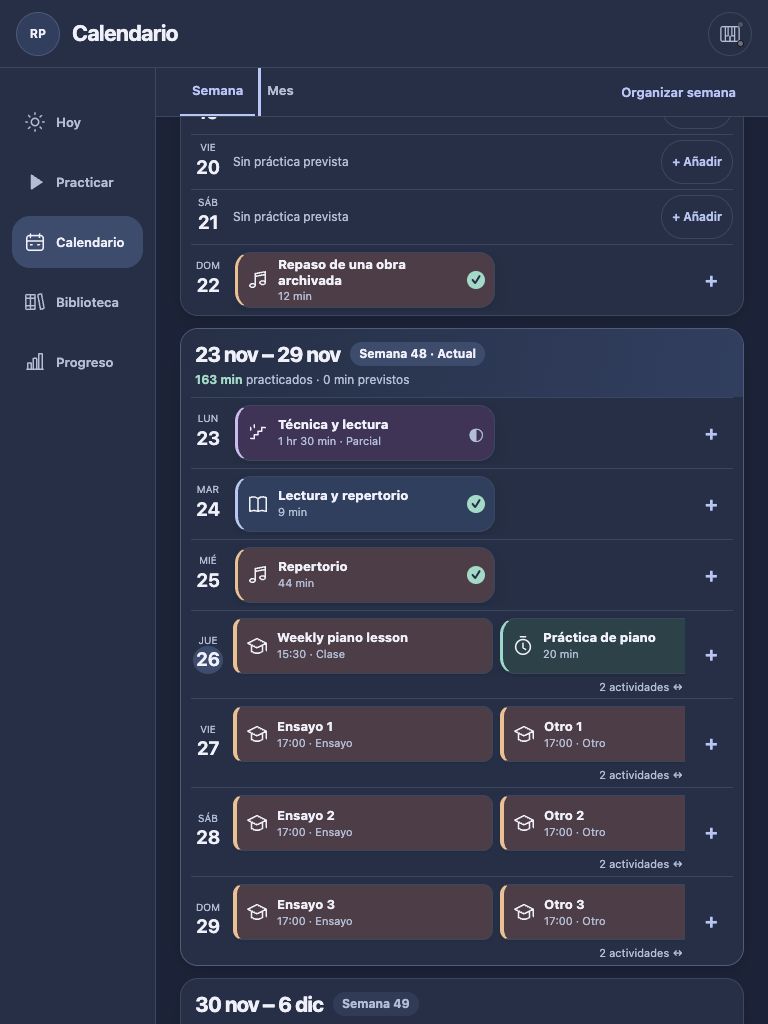 RP
Calendario
Semana
Mes
Organizar semana
Hoy
Practicar
Calendario
Biblioteca
Progreso
VIE
20
Sin práctica prevista
+ Añadir
SÁB
21
Sin práctica prevista
+ Añadir
DOM
22
Repaso de una obra
archivada
12 min
+
23 nov – 29 nov
Semana 48 · Actual
163 min practicados · 0 min previstos
LUN
23
Técnica y lectura
1 hr 30 min · Parcial
+
MAR
24
Lectura y repertorio
9 min
+
MIÉ
25
Repertorio
44 min
+
JUE
26
Weekly piano lesson
15:30 · Clase
Práctica de piano
20 min
+
2 actividades ↔
VIE
27
Ensayo 1
17:00 · Ensayo
Otro 1
17:00 · Otro
+
2 actividades ↔
SÁB
28
Ensayo 2
17:00 · Ensayo
Otro 2
17:00 · Otro
+
2 actividades ↔
DOM
29
Ensayo 3
17:00 · Ensayo
Otro 3
17:00 · Otro
+
2 actividades ↔
30 nov – 6 dic
Semana 49